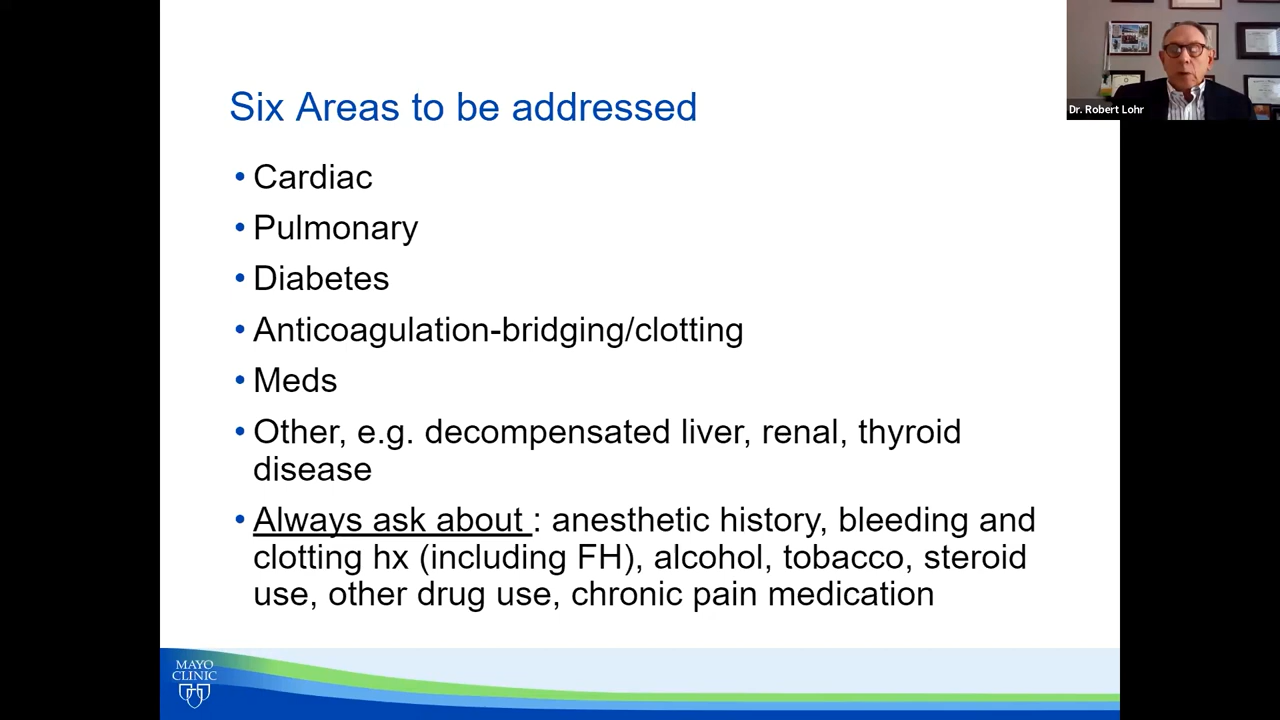 Six Areas to be addressed
• Cardiac
• Pulmonary
• Diabetes
• Anticoagulation-bridging/clotting
• Meds
• Other, e.g. decompensated liver, renal, thyroid
disease
• Always ask about : anesthetic history, bleeding and
clotting hx (including FH), alcohol, tobacco, steroid
use, other drug use, chronic pain medication
Dr. Robert Lohr
MAYO
CLINIC